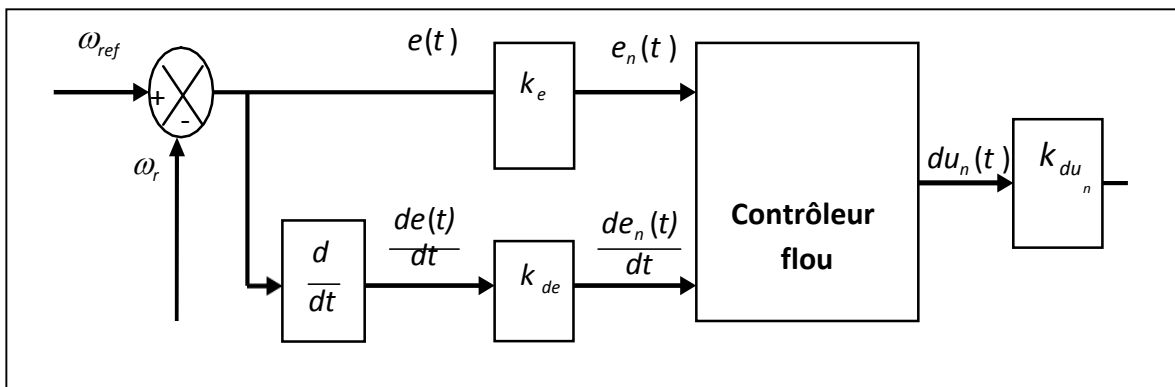 ω_ref
+
-
ω_r
e(t)
k_e
e_n(t)
d/dt
de(t)/dt
k_de
de_n(t)/dt
Contrôleur
flou
du_n(t)
k_du_n